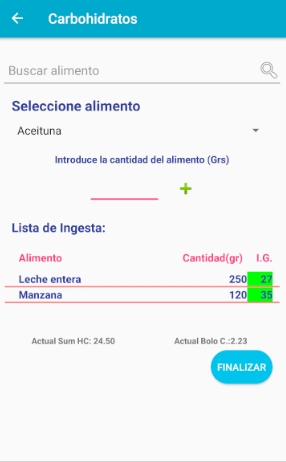 Carbohidratos
Buscar alimento
Seleccione alimento
Aceituna
Introduce la cantidad del alimento (Grs)
Lista de Ingesta:
Alimento Cantidad(gr) I.G.
Leche entera 250 27
Manzana 120 35
Actual Sum HC: 24.50 Actual Bolo C.:2.23
FINALIZAR